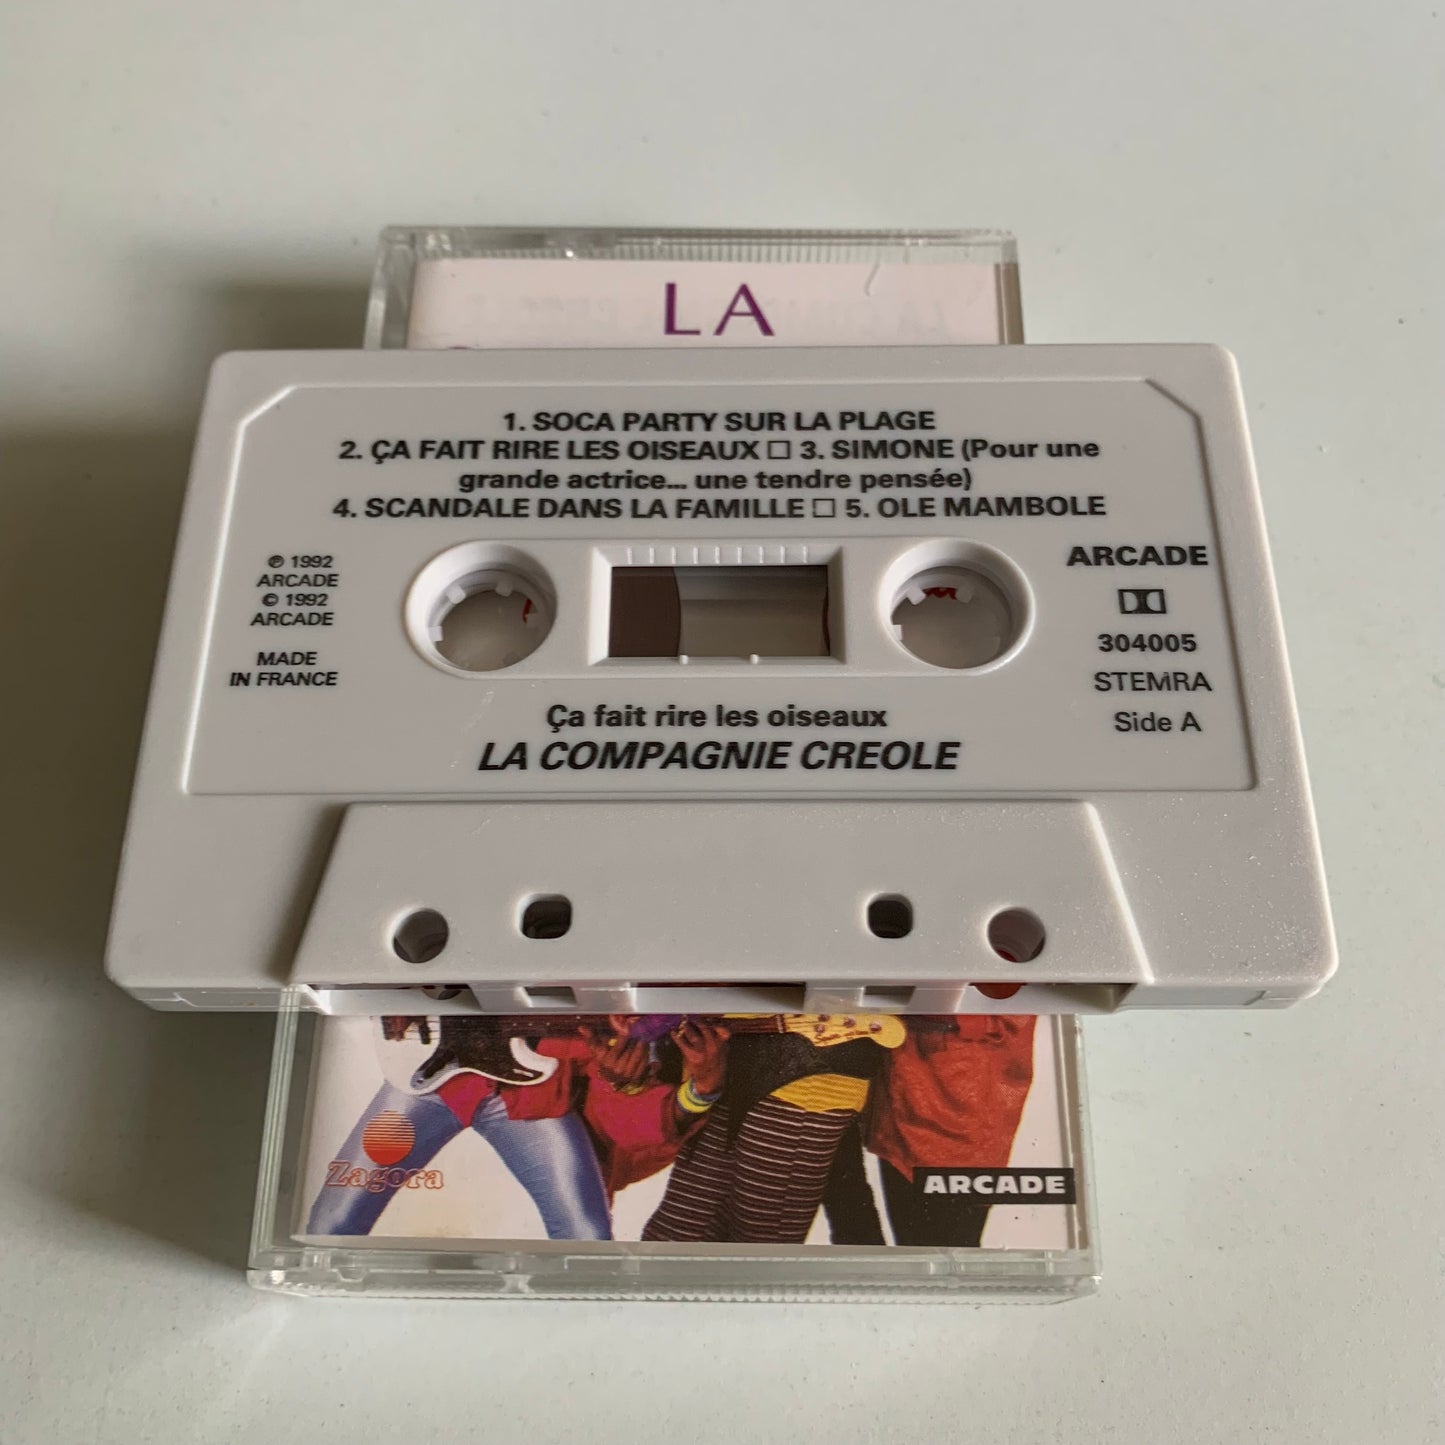 LA
1. SOCA PARTY SUR LA PLAGE
2. ÇA FAIT RIRE LES OISEAUX □ 3. SIMONE (Pour une
grande actrice... une tendre pensée)
4. SCANDALE DANS LA FAMILLE □ 5. OLE MAMBOLE
℗ 1992
ARCADE
© 1992
ARCADE
MADE
IN FRANCE
ARCADE
304005
STEMRA
Side A
Ça fait rire les oiseaux
LA COMPAGNIE CREOLE
Zagora
ARCADE